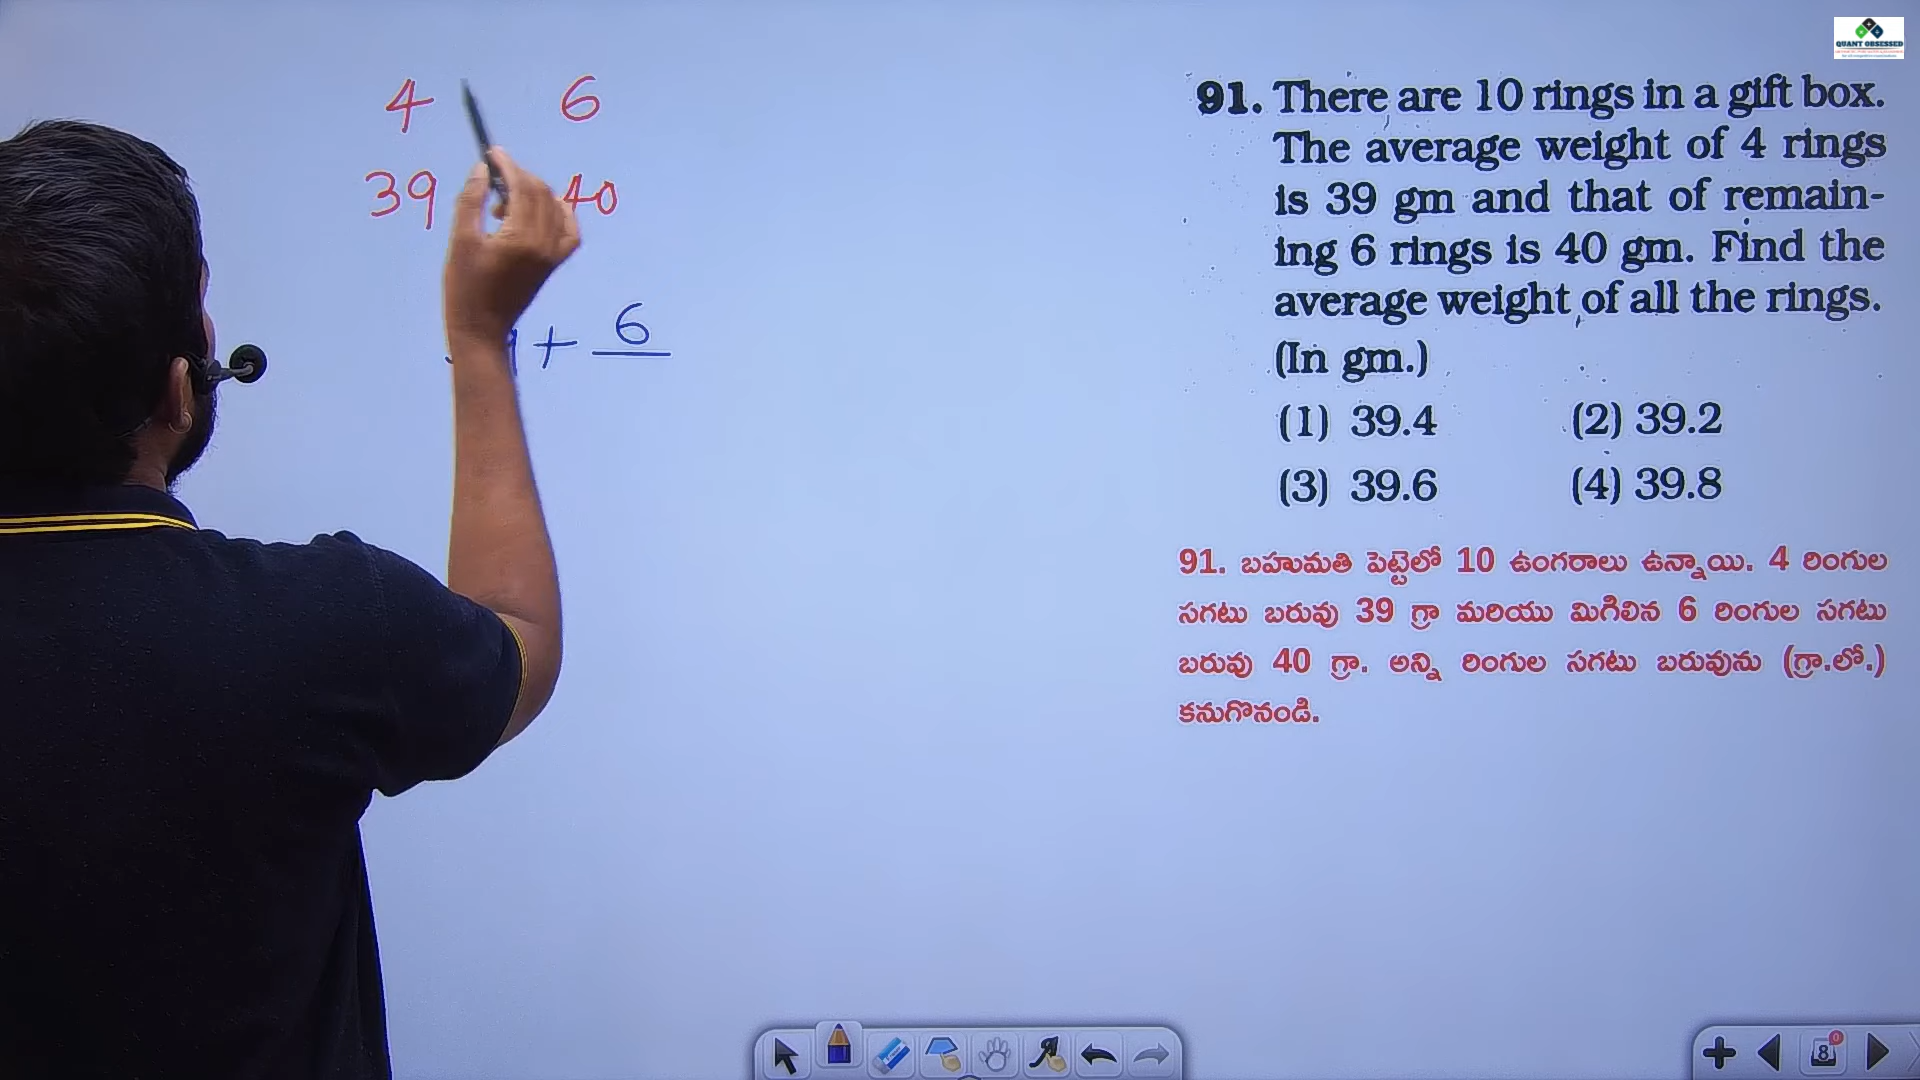 QUANT OBSESSED
4 6
39 40
+ 6
91. There are 10 rings in a gift box.
The average weight of 4 rings
is 39 gm and that of remain-
ing 6 rings is 40 gm. Find the
average weight of all the rings.
(In gm.)
(1) 39.4 (2) 39.2
(3) 39.6 (4) 39.8
91. బహుమతి పెట్టెలో 10 ఉంగరాలు ఉన్నాయి. 4 రింగుల
సగటు బరువు 39 గ్రా మరియు మిగిలిన 6 రింగుల సగటు
బరువు 40 గ్రా. అన్ని రింగుల సగటు బరువును (గ్రా.లో.)
కనుగొనండి.
8